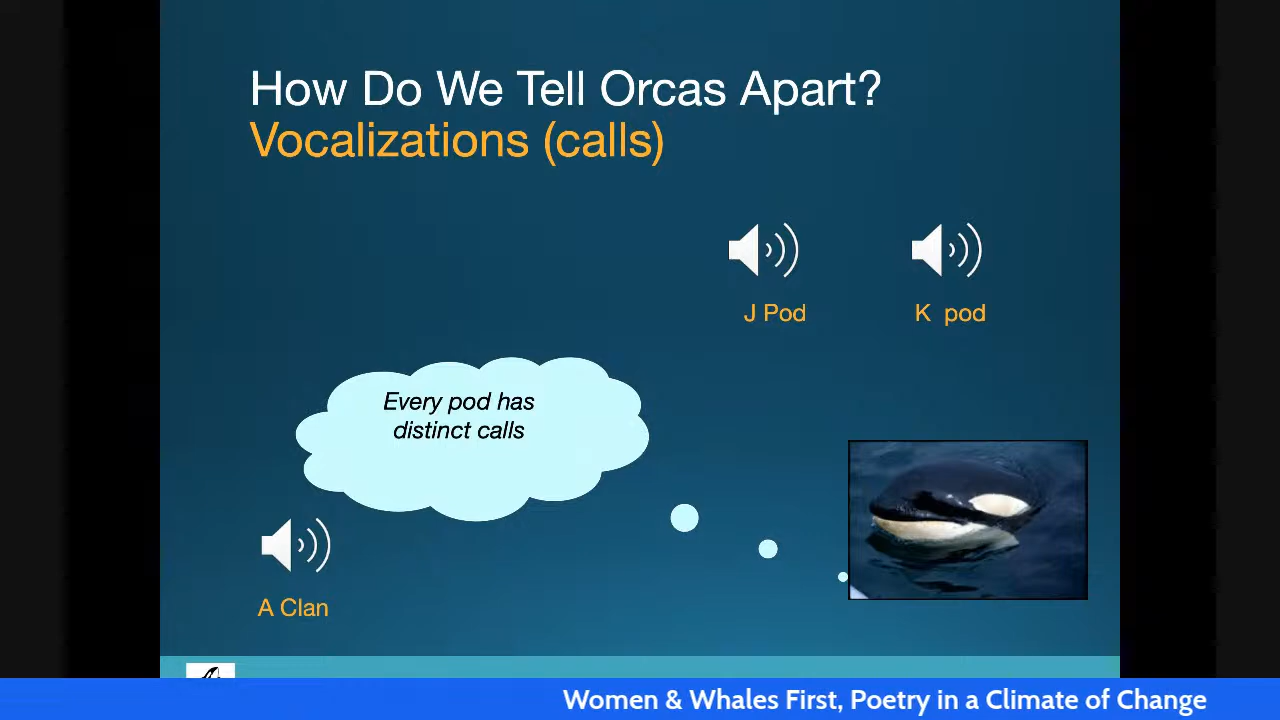 How Do We Tell Orcas Apart?
Vocalizations (calls)
J Pod
K pod
Every pod has
distinct calls
A Clan
Women & Whales First, Poetry in a Climate of Change